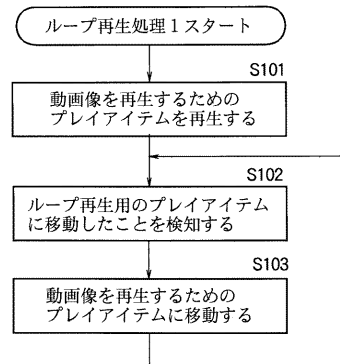 ループ再生処理1スタート
S101
動画像を再生するための
プレイアイテムを再生する
S102
ループ再生用のプレイアイテム
に移動したことを検知する
S103
動画像を再生するための
プレイアイテムに移動する